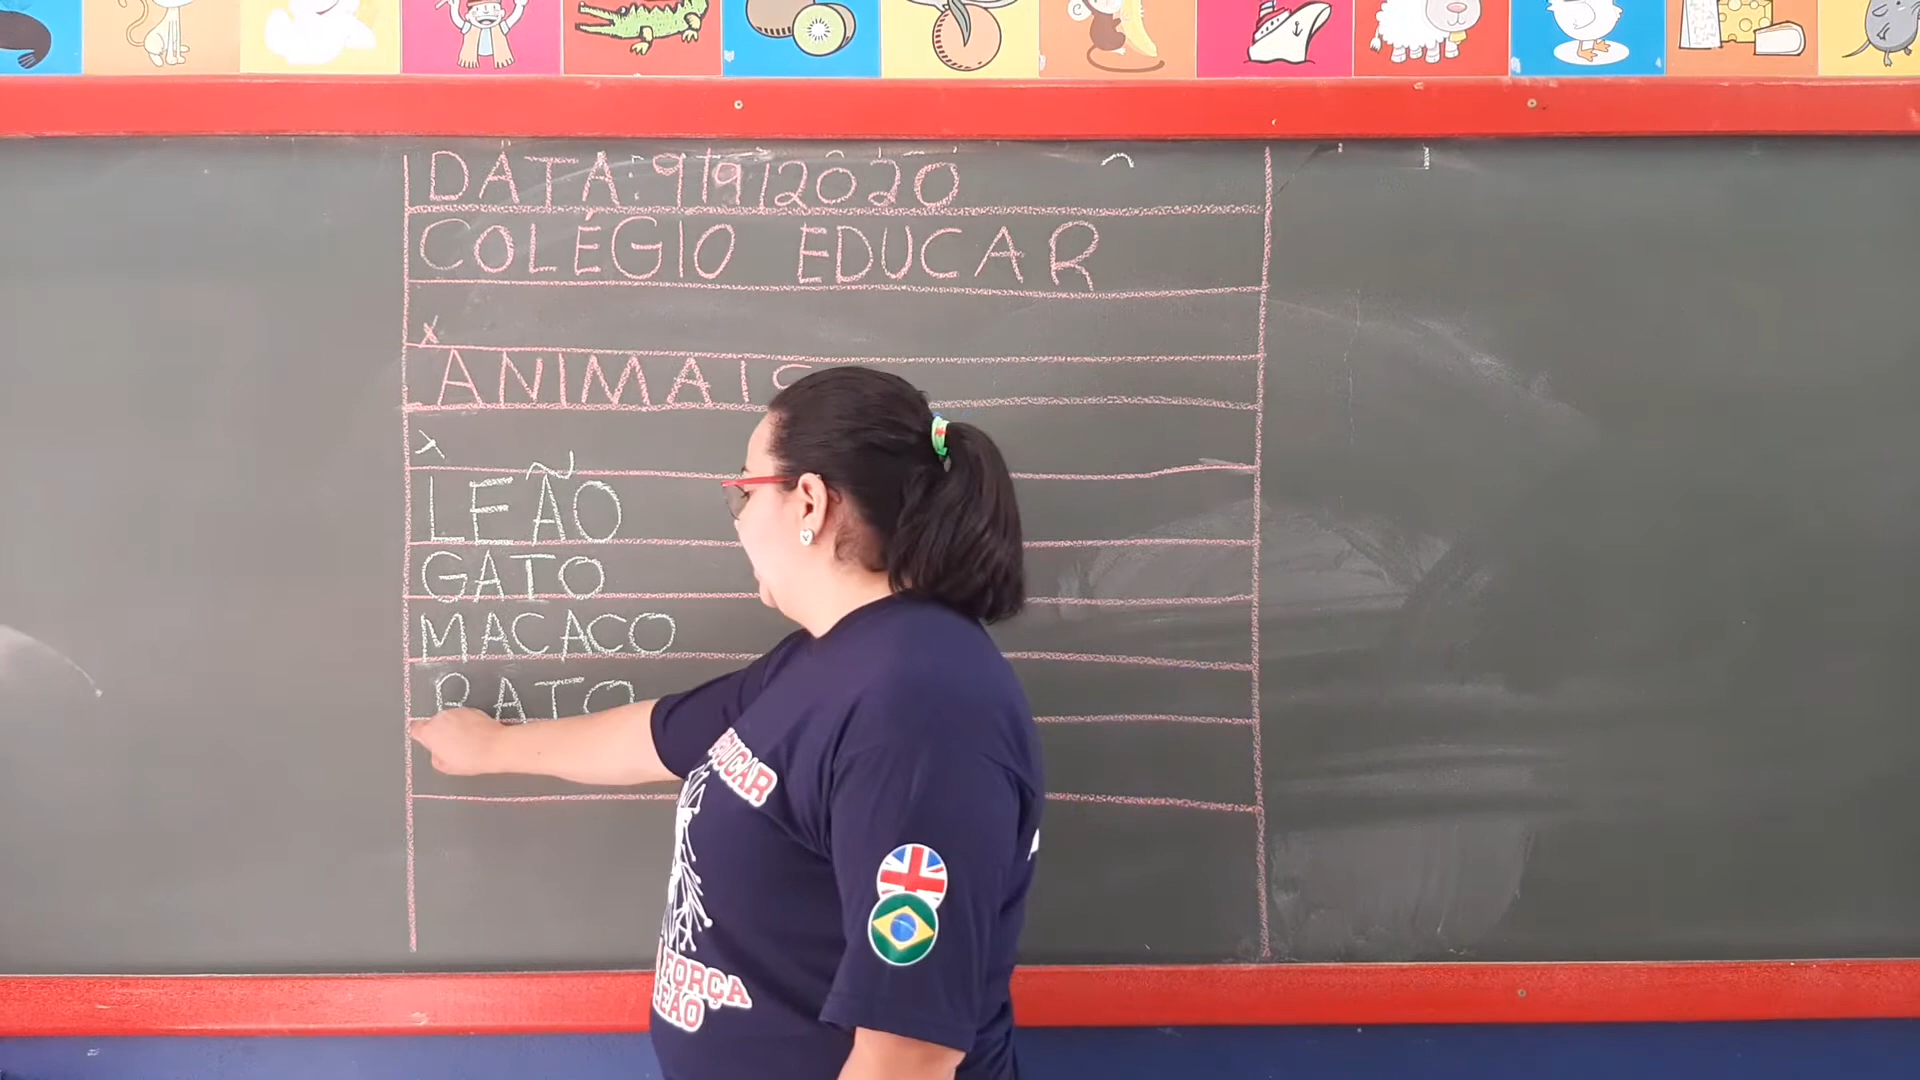 DATA: 9/9/2020
COLÉGIO EDUCAR
X
ANIMAIS
X
LEÃO
GATO
MACACO
RATO
EDUCAR
FORÇA
LEÃO